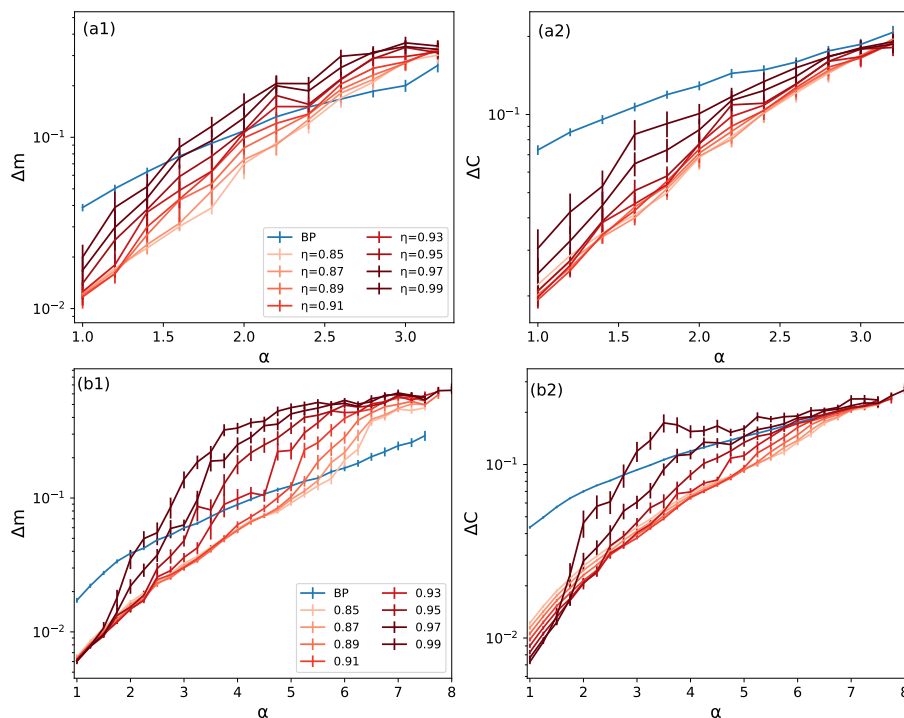 (a1)
Δm
10⁻¹
10⁻²
1.0 1.5 2.0 2.5 3.0
α
BP
η=0.85
η=0.87
η=0.89
η=0.91
η=0.93
η=0.95
η=0.97
η=0.99
(a2)
ΔC
10⁻¹
1.0 1.5 2.0 2.5 3.0
α
(b1)
Δm
10⁻¹
10⁻²
1 2 3 4 5 6 7 8
α
BP
0.85
0.87
0.89
0.91
0.93
0.95
0.97
0.99
(b2)
ΔC
10⁻¹
10⁻²
1 2 3 4 5 6 7 8
α